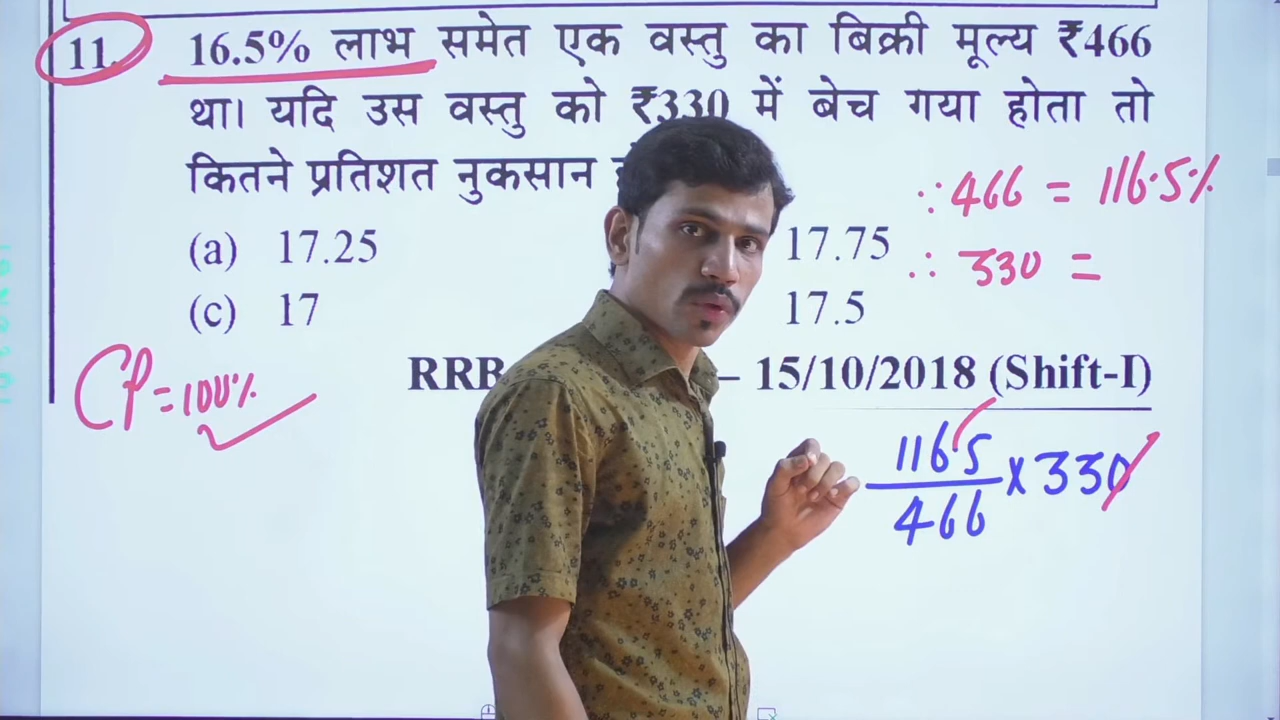 11. 16.5% लाभ समेत एक वस्तु का बिक्री मूल्य ₹466
था। यदि उस वस्तु को ₹330 में बेच गया होता तो
कितने प्रतिशत नुकसान
(a) 17.25 17.75
(c) 17 17.5
RRB – 15/10/2018 (Shift-I)
∵ 466 = 116.5%
∴ 330 =
CP = 100%
1165
466
× 330